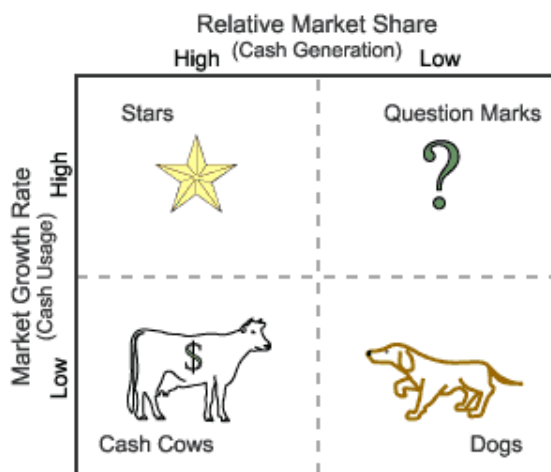 Relative Market Share
(Cash Generation)
High Low
Stars Question Marks
?
Market Growth Rate
(Cash Usage)
High
Low
$
Cash Cows Dogs